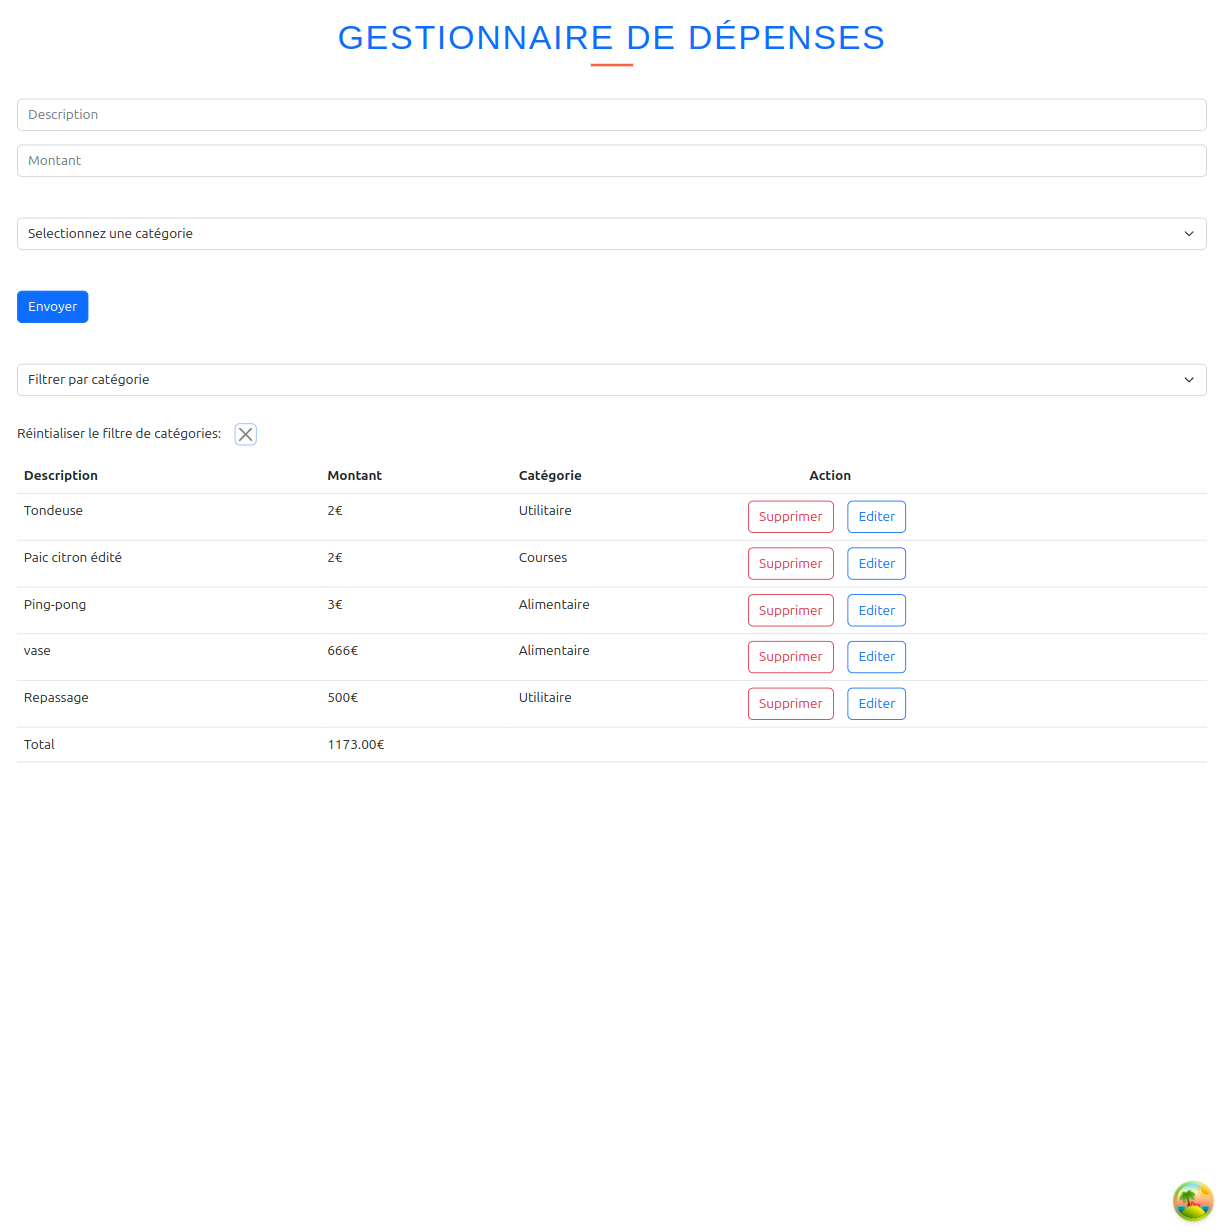 GESTIONNAIRE DE DÉPENSES
Description
Montant
Selectionnez une catégorie
Envoyer
Filtrer par catégorie
Réintialiser le filtre de catégories:
Description Montant Catégorie Action
Tondeuse 2€ Utilitaire Supprimer Editer
Paic citron édité 2€ Courses Supprimer Editer
Ping-pong 3€ Alimentaire Supprimer Editer
vase 666€ Alimentaire Supprimer Editer
Repassage 500€ Utilitaire Supprimer Editer
Total 1173.00€